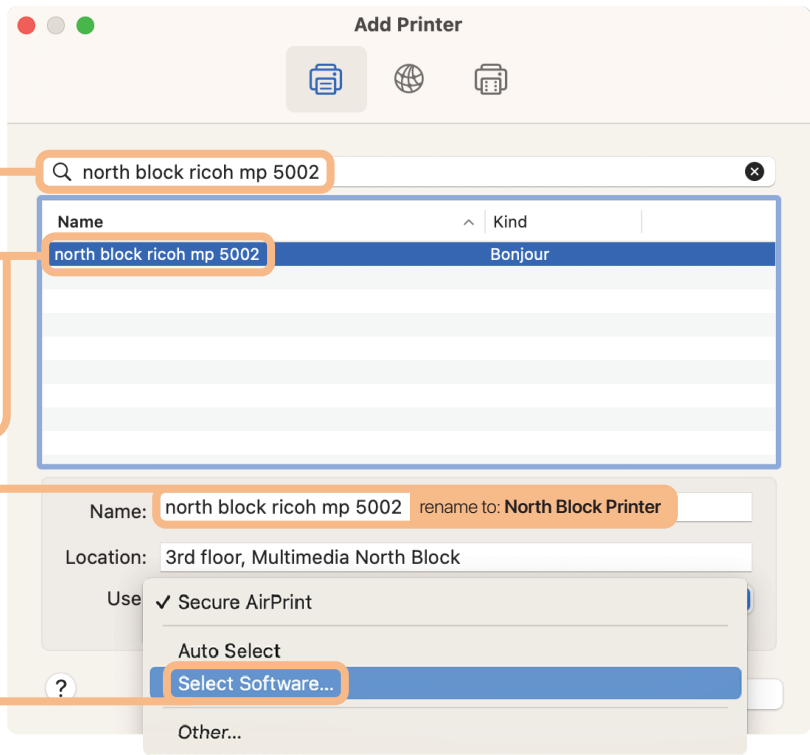 Add Printer
north block ricoh mp 5002
Name Kind
north block ricoh mp 5002 Bonjour
Name: north block ricoh mp 5002 rename to: North Block Printer
Location: 3rd floor, Multimedia North Block
Use ✓ Secure AirPrint
Auto Select
Select Software...
? 
Other...